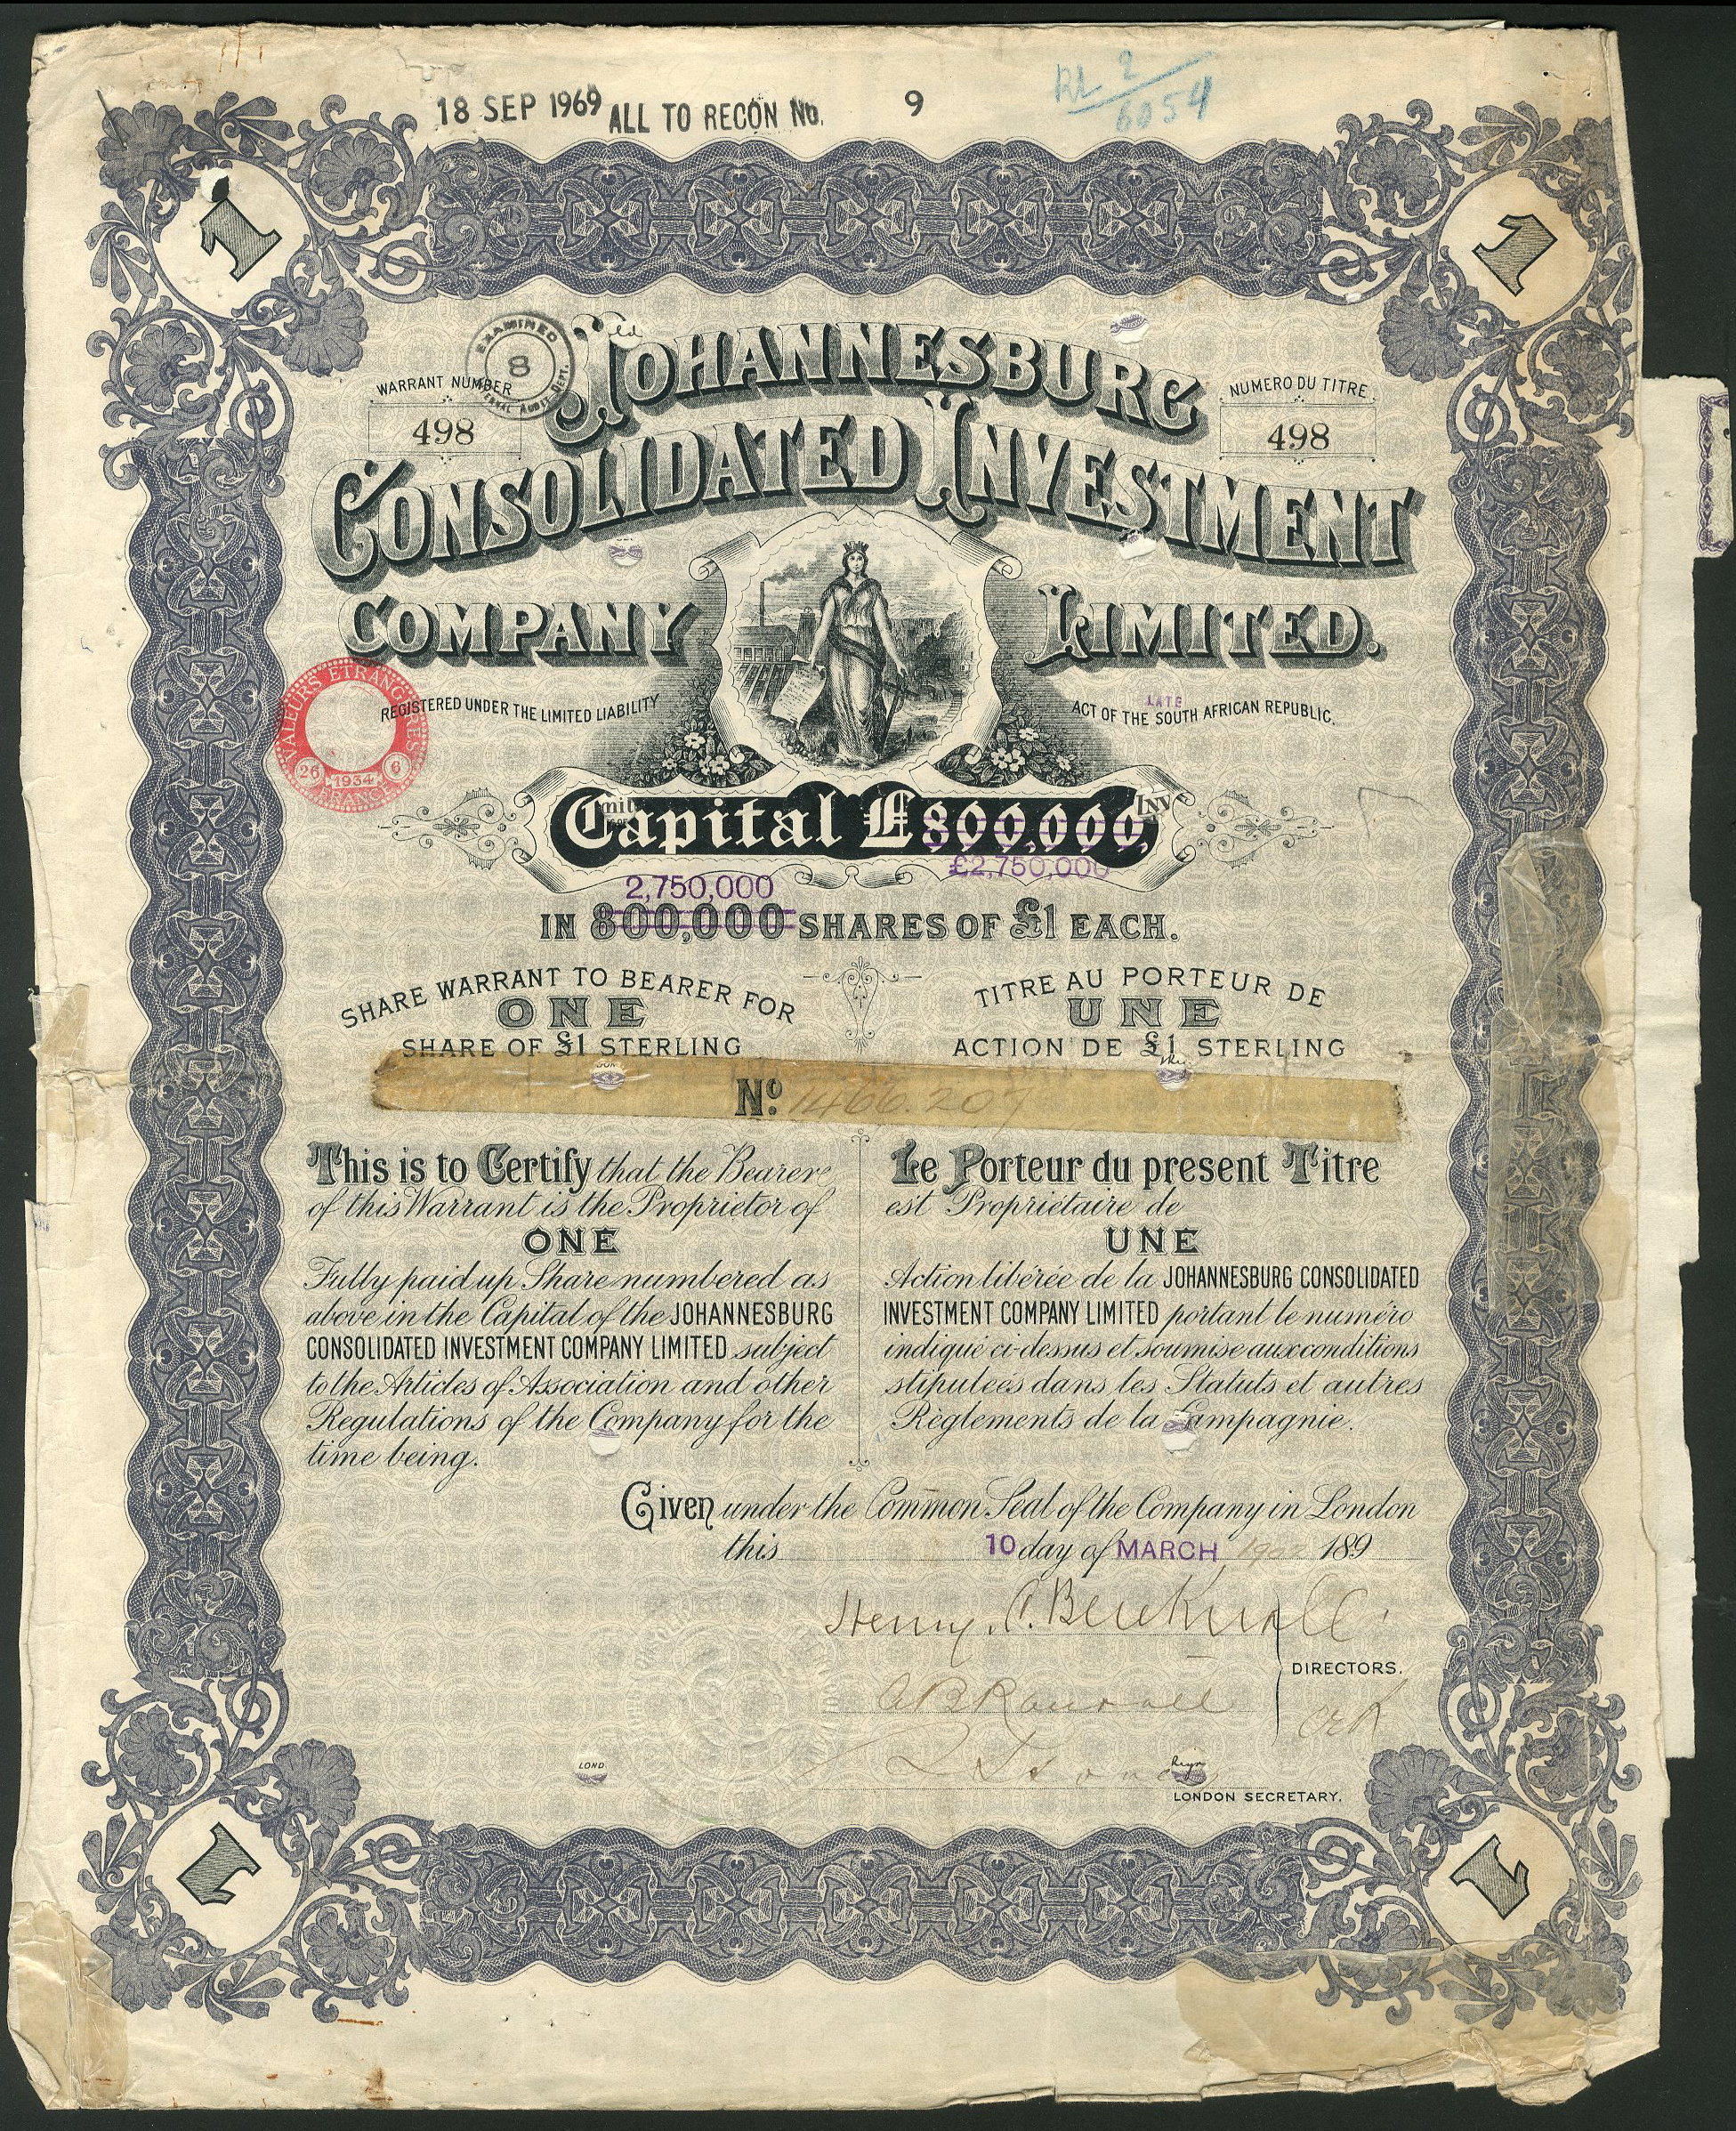 18 SEP 1969 ALL TO RECON No. 9
2
6054
1
1
EXAMINED
8
WARRANT NUMBER
498
NUMERO DU TITRE
498
JOHANNESBURG
CONSOLIDATED INVESTMENT
COMPANY LIMITED.
VALEURS ETRANGERES
26 1934 6
FRANCE
REGISTERED UNDER THE LIMITED LIABILITY
LATE
ACT OF THE SOUTH AFRICAN REPUBLIC.
Capital £800,000
£2,750,000
2,750,000
IN 800,000 SHARES OF £1 EACH.
SHARE WARRANT TO BEARER FOR
ONE
SHARE OF £1 STERLING
TITRE AU PORTEUR DE
UNE
ACTION DE £1 STERLING
No. 1466.207
This is to Certify that the Bearer
of this Warrant is the Proprietor of
ONE
Fully paid up Share numbered as
above in the Capital of the JOHANNESBURG
CONSOLIDATED INVESTMENT COMPANY LIMITED subject
to the Articles of Association and other
Regulations of the Company for the
time being.
Le Porteur du present Titre
est Propriétaire de
UNE
Action libérée de la JOHANNESBURG CONSOLIDATED
INVESTMENT COMPANY LIMITED portant le numéro
indiqué ci-dessus et soumise aux conditions
stipulées dans les Statuts et autres
Règlements de la Campagnie.
Given under the Common Seal of the Company in London
this 10 day of MARCH 1902 189
Henry
DIRECTORS.
LOND
LONDON SECRETARY.
1
1